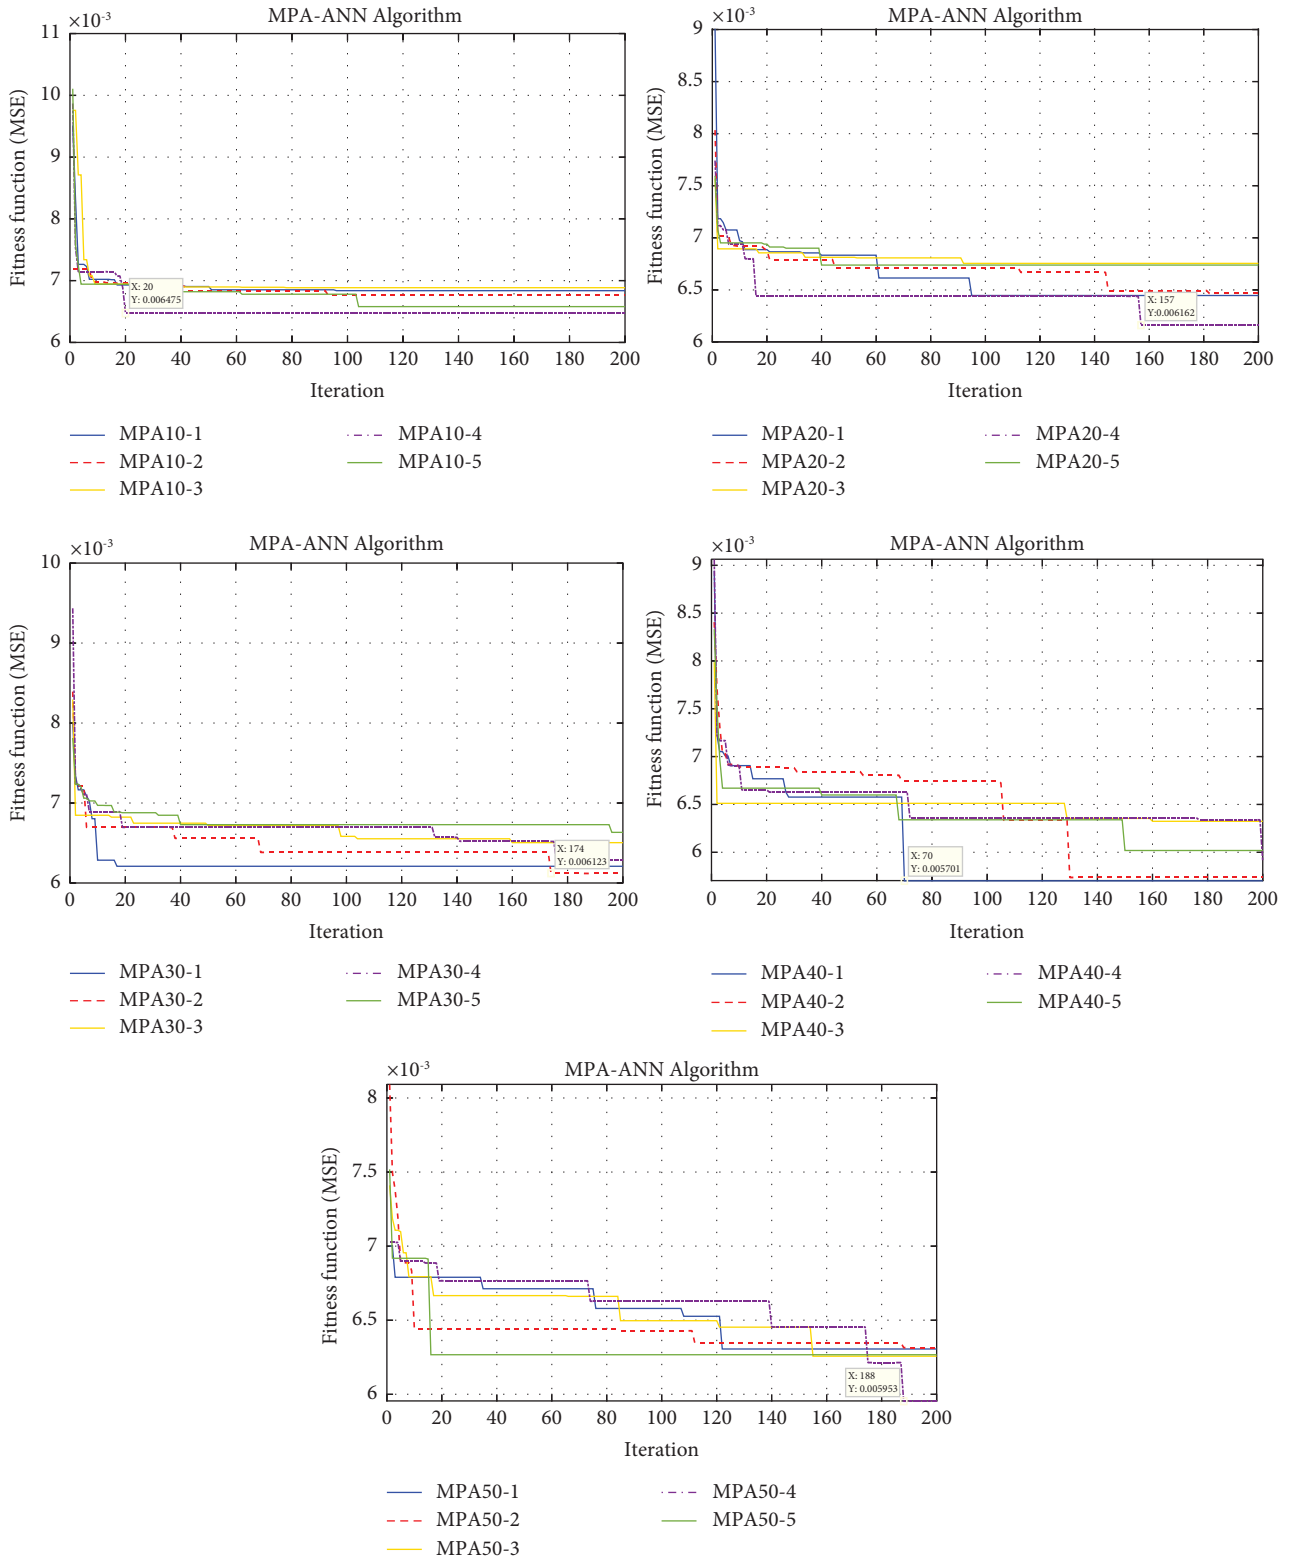 MPA-ANN Algorithm
×10-3
Fitness function (MSE)
11
10
9
8
7
6
X: 20
Y: 0.006475
0 20 40 60 80 100 120 140 160 180 200
Iteration
MPA10-1
MPA10-2
MPA10-3
MPA10-4
MPA10-5
MPA-ANN Algorithm
×10-3
Fitness function (MSE)
9
8.5
8
7.5
7
6.5
6
X: 157
Y:0.006162
0 20 40 60 80 100 120 140 160 180 200
Iteration
MPA20-1
MPA20-2
MPA20-3
MPA20-4
MPA20-5
MPA-ANN Algorithm
×10-3
Fitness function (MSE)
10
9
8
7
6
X: 174
Y: 0.006123
0 20 40 60 80 100 120 140 160 180 200
Iteration
MPA30-1
MPA30-2
MPA30-3
MPA30-4
MPA30-5
MPA-ANN Algorithm
×10-3
Fitness function (MSE)
9
8.5
8
7.5
7
6.5
6
X: 70
Y: 0.005701
0 20 40 60 80 100 120 140 160 180 200
Iteration
MPA40-1
MPA40-2
MPA40-3
MPA40-4
MPA40-5
MPA-ANN Algorithm
×10-3
Fitness function (MSE)
8
7.5
7
6.5
6
X: 188
Y: 0.005953
0 20 40 60 80 100 120 140 160 180 200
Iteration
MPA50-1
MPA50-2
MPA50-3
MPA50-4
MPA50-5